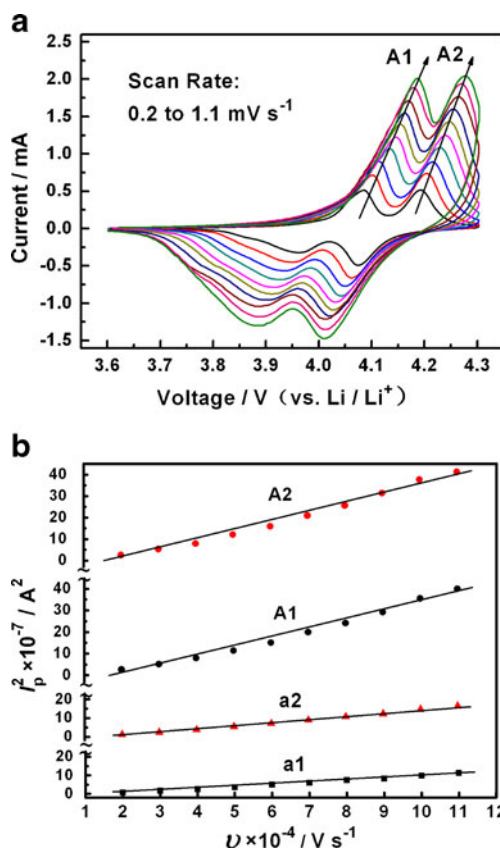 a
2.5
2.0
1.5
1.0
0.5
0.0
-0.5
-1.0
-1.5
Current / mA
Scan Rate:
0.2 to 1.1 mV s⁻¹
A1 A2
3.6 3.7 3.8 3.9 4.0 4.1 4.2 4.3
Voltage / V (vs. Li / Li⁺)
b
40
30
20
10
0
40
30
20
10
0
20
10
0
10
0
I²ₚ ×10⁻⁷ / A²
A2
A1
a2
a1
1 2 3 4 5 6 7 8 9 10 11 12
υ ×10⁻⁴ / V s⁻¹